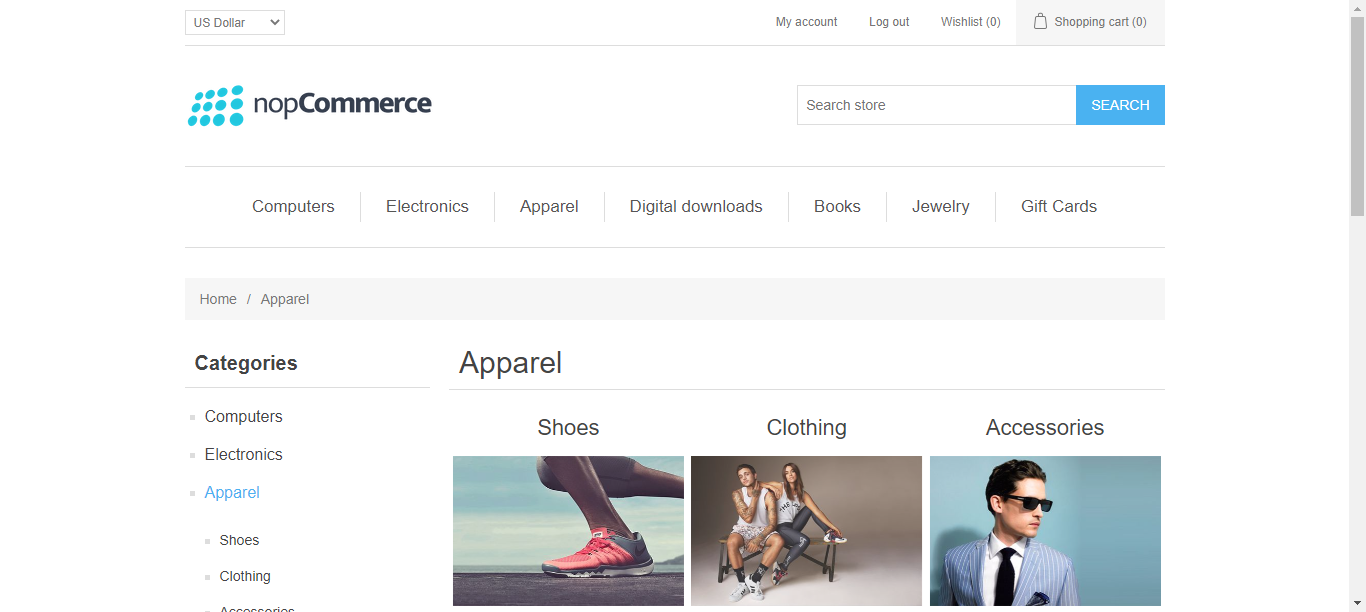 US Dollar
My account
Log out
Wishlist (0)
Shopping cart (0)
nopCommerce
Search store
SEARCH
Computers
Electronics
Apparel
Digital downloads
Books
Jewelry
Gift Cards
Home / Apparel
Categories
Computers
Electronics
Apparel
Shoes
Clothing
Accessories
Apparel
Shoes
Clothing
Accessories